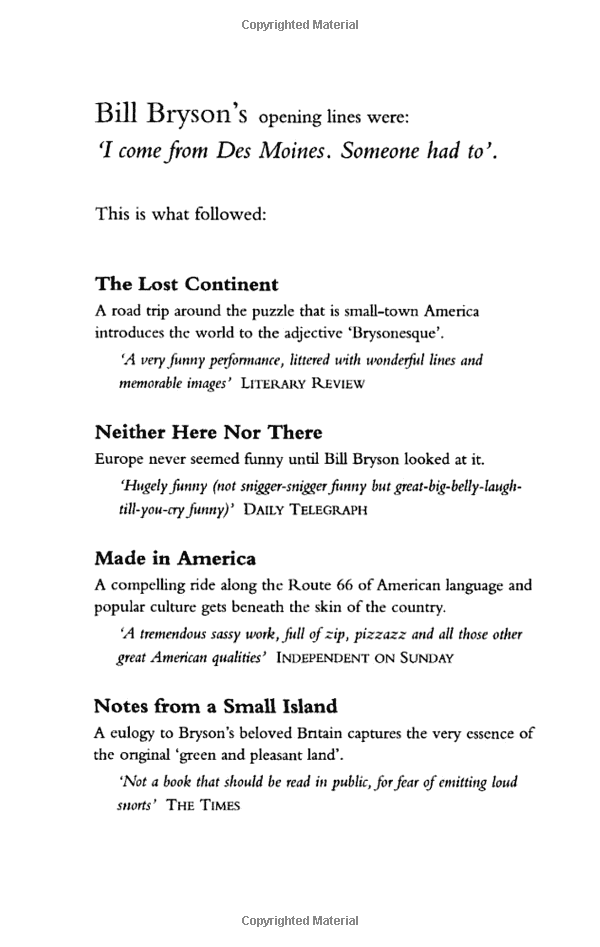 Copyrighted Material
Bill Bryson's opening lines were:
'I come from Des Moines. Someone had to'.
This is what followed:
The Lost Continent
A road trip around the puzzle that is small-town America
introduces the world to the adjective 'Brysonesque'.
'A very funny performance, littered with wonderful lines and
memorable images' LITERARY REVIEW
Neither Here Nor There
Europe never seemed funny until Bill Bryson looked at it.
'Hugely funny (not snigger-snigger funny but great-big-belly-laugh-
till-you-cry funny)' DAILY TELEGRAPH
Made in America
A compelling ride along the Route 66 of American language and
popular culture gets beneath the skin of the country.
'A tremendous sassy work, full of zip, pizzazz and all those other
great American qualities' INDEPENDENT ON SUNDAY
Notes from a Small Island
A eulogy to Bryson's beloved Britain captures the very essence of
the original 'green and pleasant land'.
'Not a book that should be read in public, for fear of emitting loud
snorts' THE TIMES
Copyrighted Material